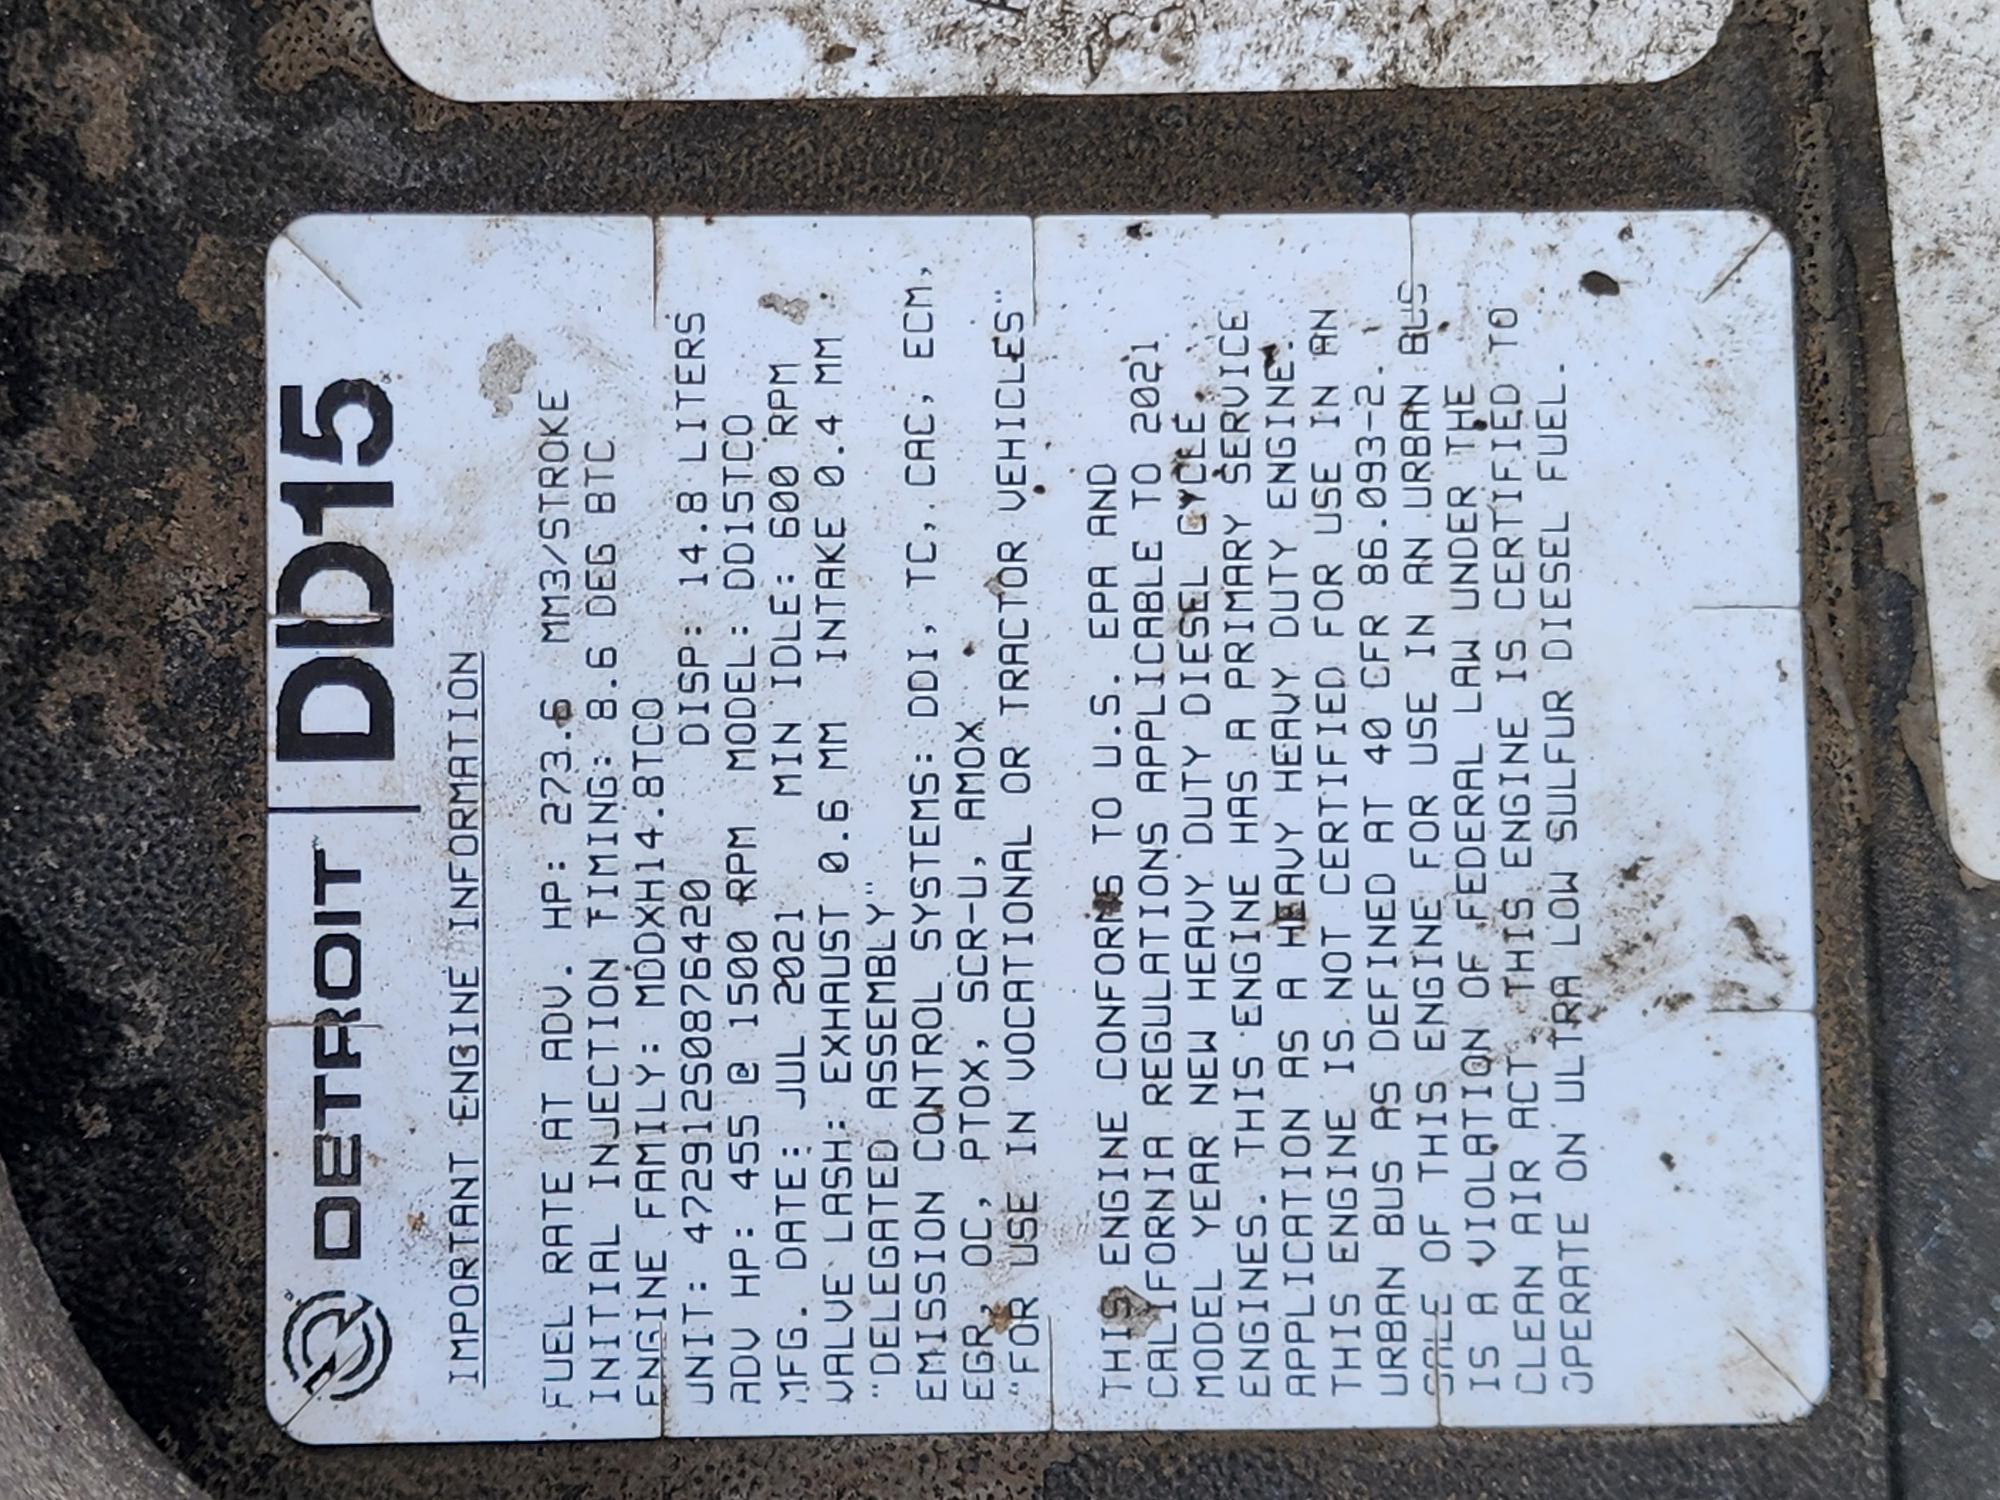 DETROIT DD15
IMPORTANT ENGINE INFORMATION
FUEL RATE AT ADV. HP: 273.6 MM3/STROKE
INITIAL INJECTION TIMING: 8.6 DEG BTC
ENGINE FAMILY: MDDXH14.8TCO
UNIT: 472912S0876420 DISP: 14.8 LITERS
ADV HP: 455 @ 1500 RPM MODEL: DD15TCO
MFG. DATE: JUL 2021 MIN IDLE: 600 RPM
VALVE LASH: EXHAUST 0.6 MM INTAKE 0.4 MM
"DELEGATED ASSEMBLY"
EMISSION CONTROL SYSTEMS: DDI, TC, CAC, ECM,
EGR, OC, PTOX, SCR-U, AMOX
"FOR USE IN VOCATIONAL OR TRACTOR VEHICLES"
THIS ENGINE CONFORMS TO U.S. EPA AND
CALIFORNIA REGULATIONS APPLICABLE TO 2021
MODEL YEAR NEW HEAVY DUTY DIESEL CYCLE
ENGINES. THIS ENGINE HAS A PRIMARY SERVICE
APPLICATION AS A HEAVY HEAVY DUTY ENGINE.
THIS ENGINE IS NOT CERTIFIED FOR USE IN AN
URBAN BUS AS DEFINED AT 40 CFR 86.093-2.
SALE OF THIS ENGINE FOR USE IN AN URBAN BUS
IS A VIOLATION OF FEDERAL LAW UNDER THE
CLEAN AIR ACT. THIS ENGINE IS CERTIFIED TO
OPERATE ON ULTRA LOW SULFUR DIESEL FUEL.